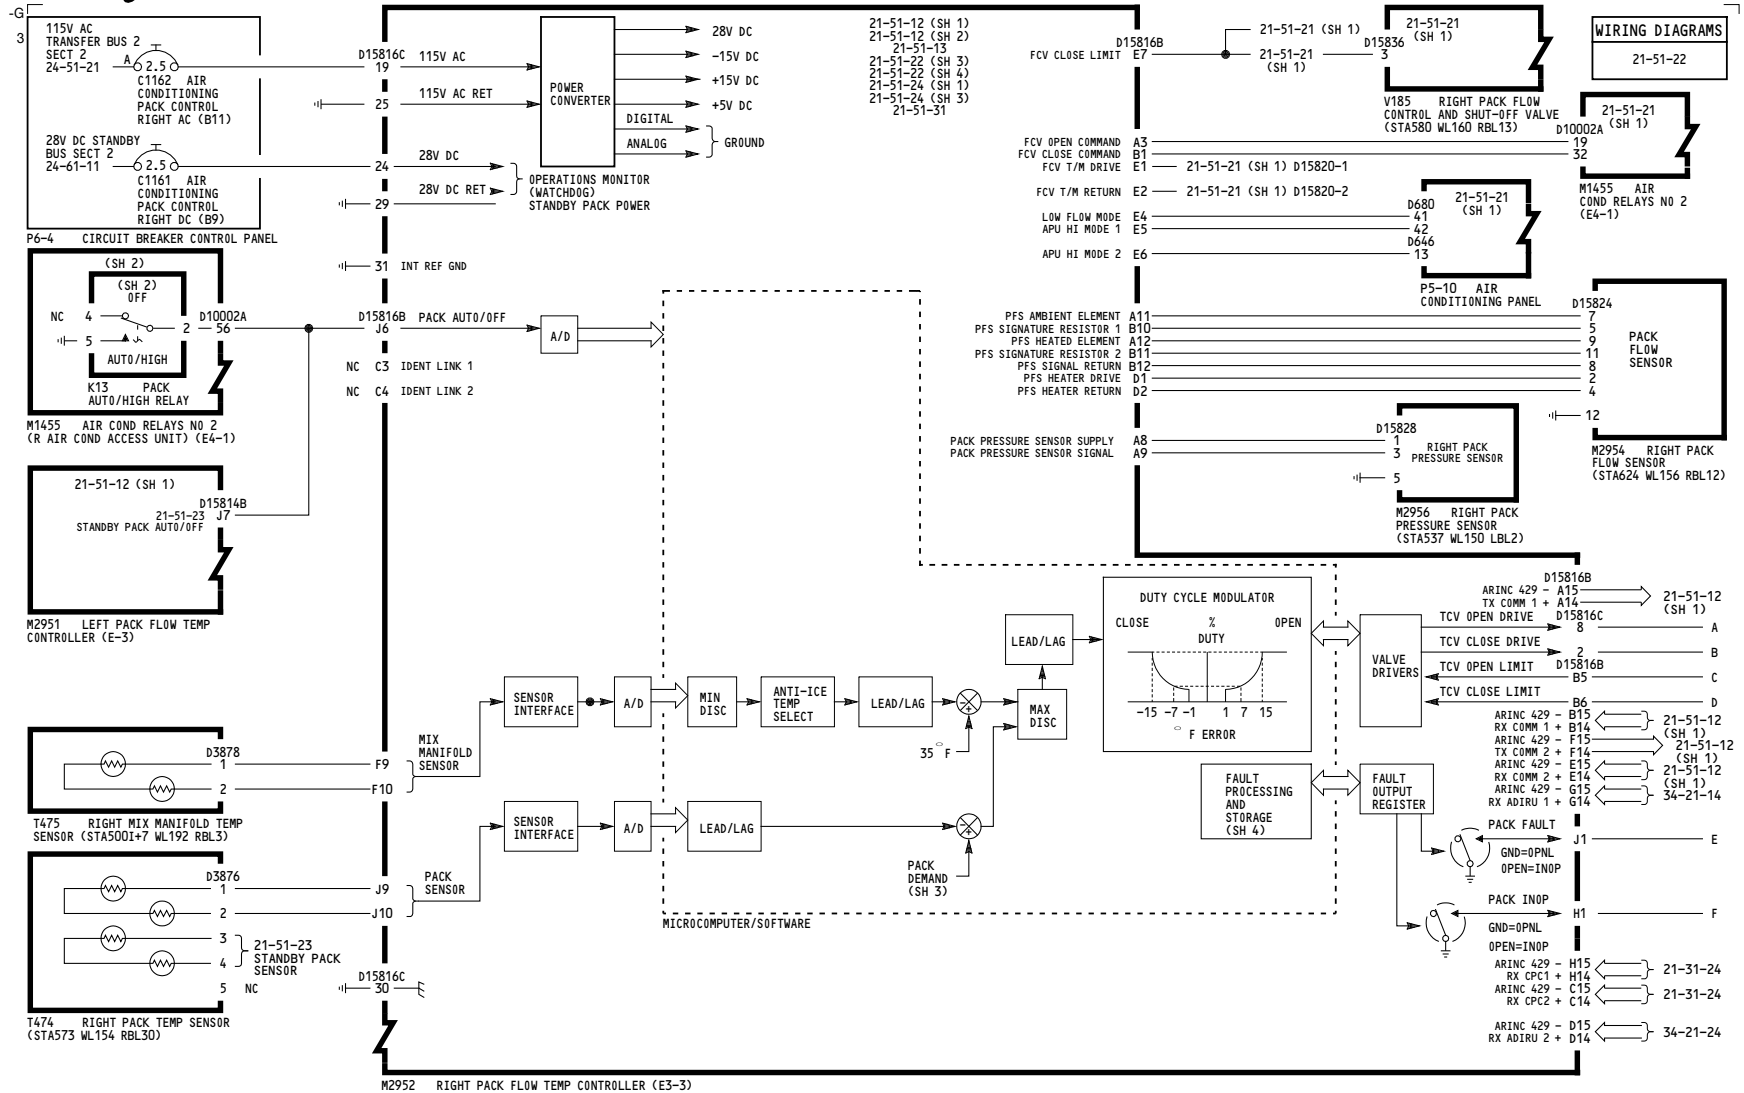 -G
3
115V AC
TRANSFER BUS 2
SECT 2
24-51-21
A
2.5
C1162 AIR
CONDITIONING
PACK CONTROL
RIGHT AC (B11)
28V DC STANDBY
BUS SECT 2
24-61-11
2.5
C1161 AIR
CONDITIONING
PACK CONTROL
RIGHT DC (B9)
P6-4 CIRCUIT BREAKER CONTROL PANEL
(SH 2)
(SH 2)
OFF
NC 4
2
5
AUTO/HIGH
K13 PACK
AUTO/HIGH RELAY
D10002A
56
M1455 AIR COND RELAYS NO 2
(R AIR COND ACCESS UNIT) (E4-1)
21-51-12 (SH 1)
D15814B
21-51-23 J7
STANDBY PACK AUTO/OFF
M2951 LEFT PACK FLOW TEMP
CONTROLLER (E-3)
D3878
1
2
T475 RIGHT MIX MANIFOLD TEMP
SENSOR (STA500I+7 WL192 RBL3)
D3876
1
2
3
4
21-51-23
STANDBY PACK
SENSOR
5 NC
T474 RIGHT PACK TEMP SENSOR
(STA573 WL154 RBL30)
D15816C
19 115V AC
25 115V AC RET
24 28V DC
28V DC RET
29
OPERATIONS MONITOR
(WATCHDOG)
STANDBY PACK POWER
31 INT REF GND
D15816B
J6 PACK AUTO/OFF
NC C3 IDENT LINK 1
NC C4 IDENT LINK 2
A/D
POWER
CONVERTER
28V DC
-15V DC
+15V DC
+5V DC
DIGITAL
ANALOG
GROUND
21-51-12 (SH 1)
21-51-12 (SH 2)
21-51-13
21-51-22 (SH 3)
21-51-22 (SH 4)
21-51-24 (SH 1)
21-51-24 (SH 3)
21-51-31
F9
F10
MIX
MANIFOLD
SENSOR
SENSOR
INTERFACE
A/D
MIN
DISC
ANTI-ICE
TEMP
SELECT
LEAD/LAG
35°F
MAX
DISC
LEAD/LAG
J9
J10
PACK
SENSOR
SENSOR
INTERFACE
A/D
LEAD/LAG
PACK
DEMAND
(SH 3)
MICROCOMPUTER/SOFTWARE
D15816C
30
M2952 RIGHT PACK FLOW TEMP CONTROLLER (E3-3)
DUTY CYCLE MODULATOR
CLOSE % OPEN
DUTY
-15 -7 -1 1 7 15
° F ERROR
FAULT
PROCESSING
AND
STORAGE
(SH 4)
FAULT
OUTPUT
REGISTER
VALVE
DRIVERS
D15816B
FCV CLOSE LIMIT E7
21-51-21 (SH 1)
21-51-21
(SH 1)
D15836
3
21-51-21
(SH 1)
V185 RIGHT PACK FLOW
CONTROL AND SHUT-OFF VALVE
(STA580 WL160 RBL13)
WIRING DIAGRAMS
21-51-22
FCV OPEN COMMAND A3
FCV CLOSE COMMAND B1
FCV T/M DRIVE E1 21-51-21 (SH 1) D15820-1
FCV T/M RETURN E2 21-51-21 (SH 1) D15820-2
D10002A
19
32
21-51-21
(SH 1)
M1455 AIR
COND RELAYS NO 2
(E4-1)
LOW FLOW MODE E4
APU HI MODE 1 E5
APU HI MODE 2 E6
D680
41
42
D646
13
21-51-21
(SH 1)
P5-10 AIR
CONDITIONING PANEL
PFS AMBIENT ELEMENT A11
PFS SIGNATURE RESISTOR 1 B10
PFS HEATED ELEMENT A12
PFS SIGNATURE RESISTOR 2 B11
PFS SIGNAL RETURN B12
PFS HEATER DRIVE D1
PFS HEATER RETURN D2
D15824
7
5
9
11
8
2
4
12
PACK
FLOW
SENSOR
M2954 RIGHT PACK
FLOW SENSOR
(STA624 WL156 RBL12)
PACK PRESSURE SENSOR SUPPLY A8
PACK PRESSURE SENSOR SIGNAL A9
D15828
1
3
5
RIGHT PACK
PRESSURE SENSOR
M2956 RIGHT PACK
PRESSURE SENSOR
(STA537 WL150 LBL2)
D15816B
ARINC 429 - A15
TX COMM 1 + A14
21-51-12
(SH 1)
TCV OPEN DRIVE
D15816C
8 A
TCV CLOSE DRIVE
2 B
TCV OPEN LIMIT
D15816B
B5 C
TCV CLOSE LIMIT
B6 D
ARINC 429 - B15
RX COMM 1 + B14
21-51-12
(SH 1)
ARINC 429 - F15
TX COMM 2 + F14
21-51-12
(SH 1)
ARINC 429 - E15
RX COMM 2 + E14
21-51-12
(SH 1)
ARINC 429 - G15
RX ADIRU 1 + G14
34-21-14
PACK FAULT
J1 E
GND=OPNL
OPEN=INOP
PACK INOP
H1 F
GND=OPNL
OPEN=INOP
ARINC 429 - H15
RX CPC1 + H14
21-31-24
ARINC 429 - C15
RX CPC2 + C14
21-31-24
ARINC 429 - D15
RX ADIRU 2 + D14
34-21-24